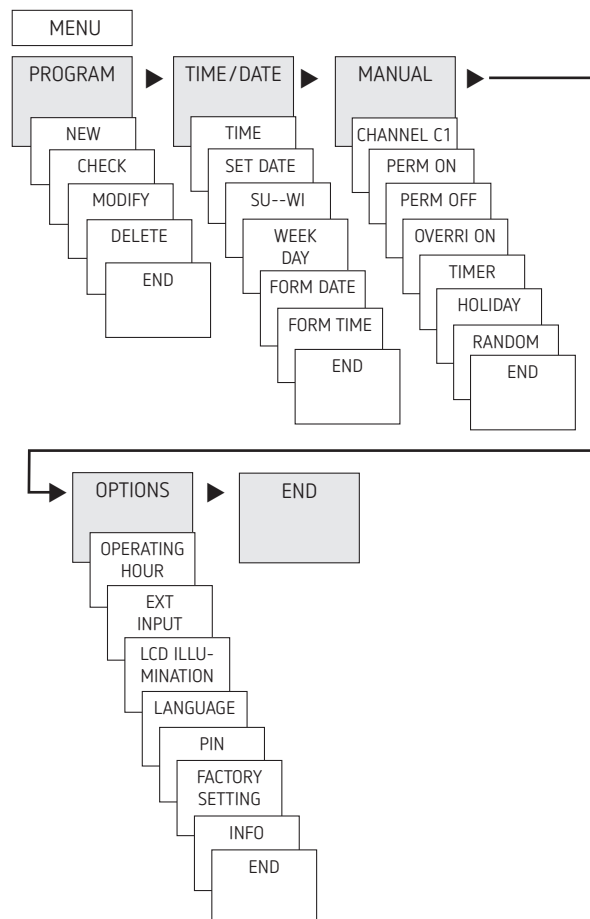 MENU
PROGRAM
NEW
CHECK
MODIFY
DELETE
END
TIME/DATE
TIME
SET DATE
SU--WI
WEEK
DAY
FORM DATE
FORM TIME
END
MANUAL
CHANNEL C1
PERM ON
PERM OFF
OVERRI ON
TIMER
HOLIDAY
RANDOM
END
OPTIONS
OPERATING
HOUR
EXT
INPUT
LCD ILLU-
MINATION
LANGUAGE
PIN
FACTORY
SETTING
INFO
END
END